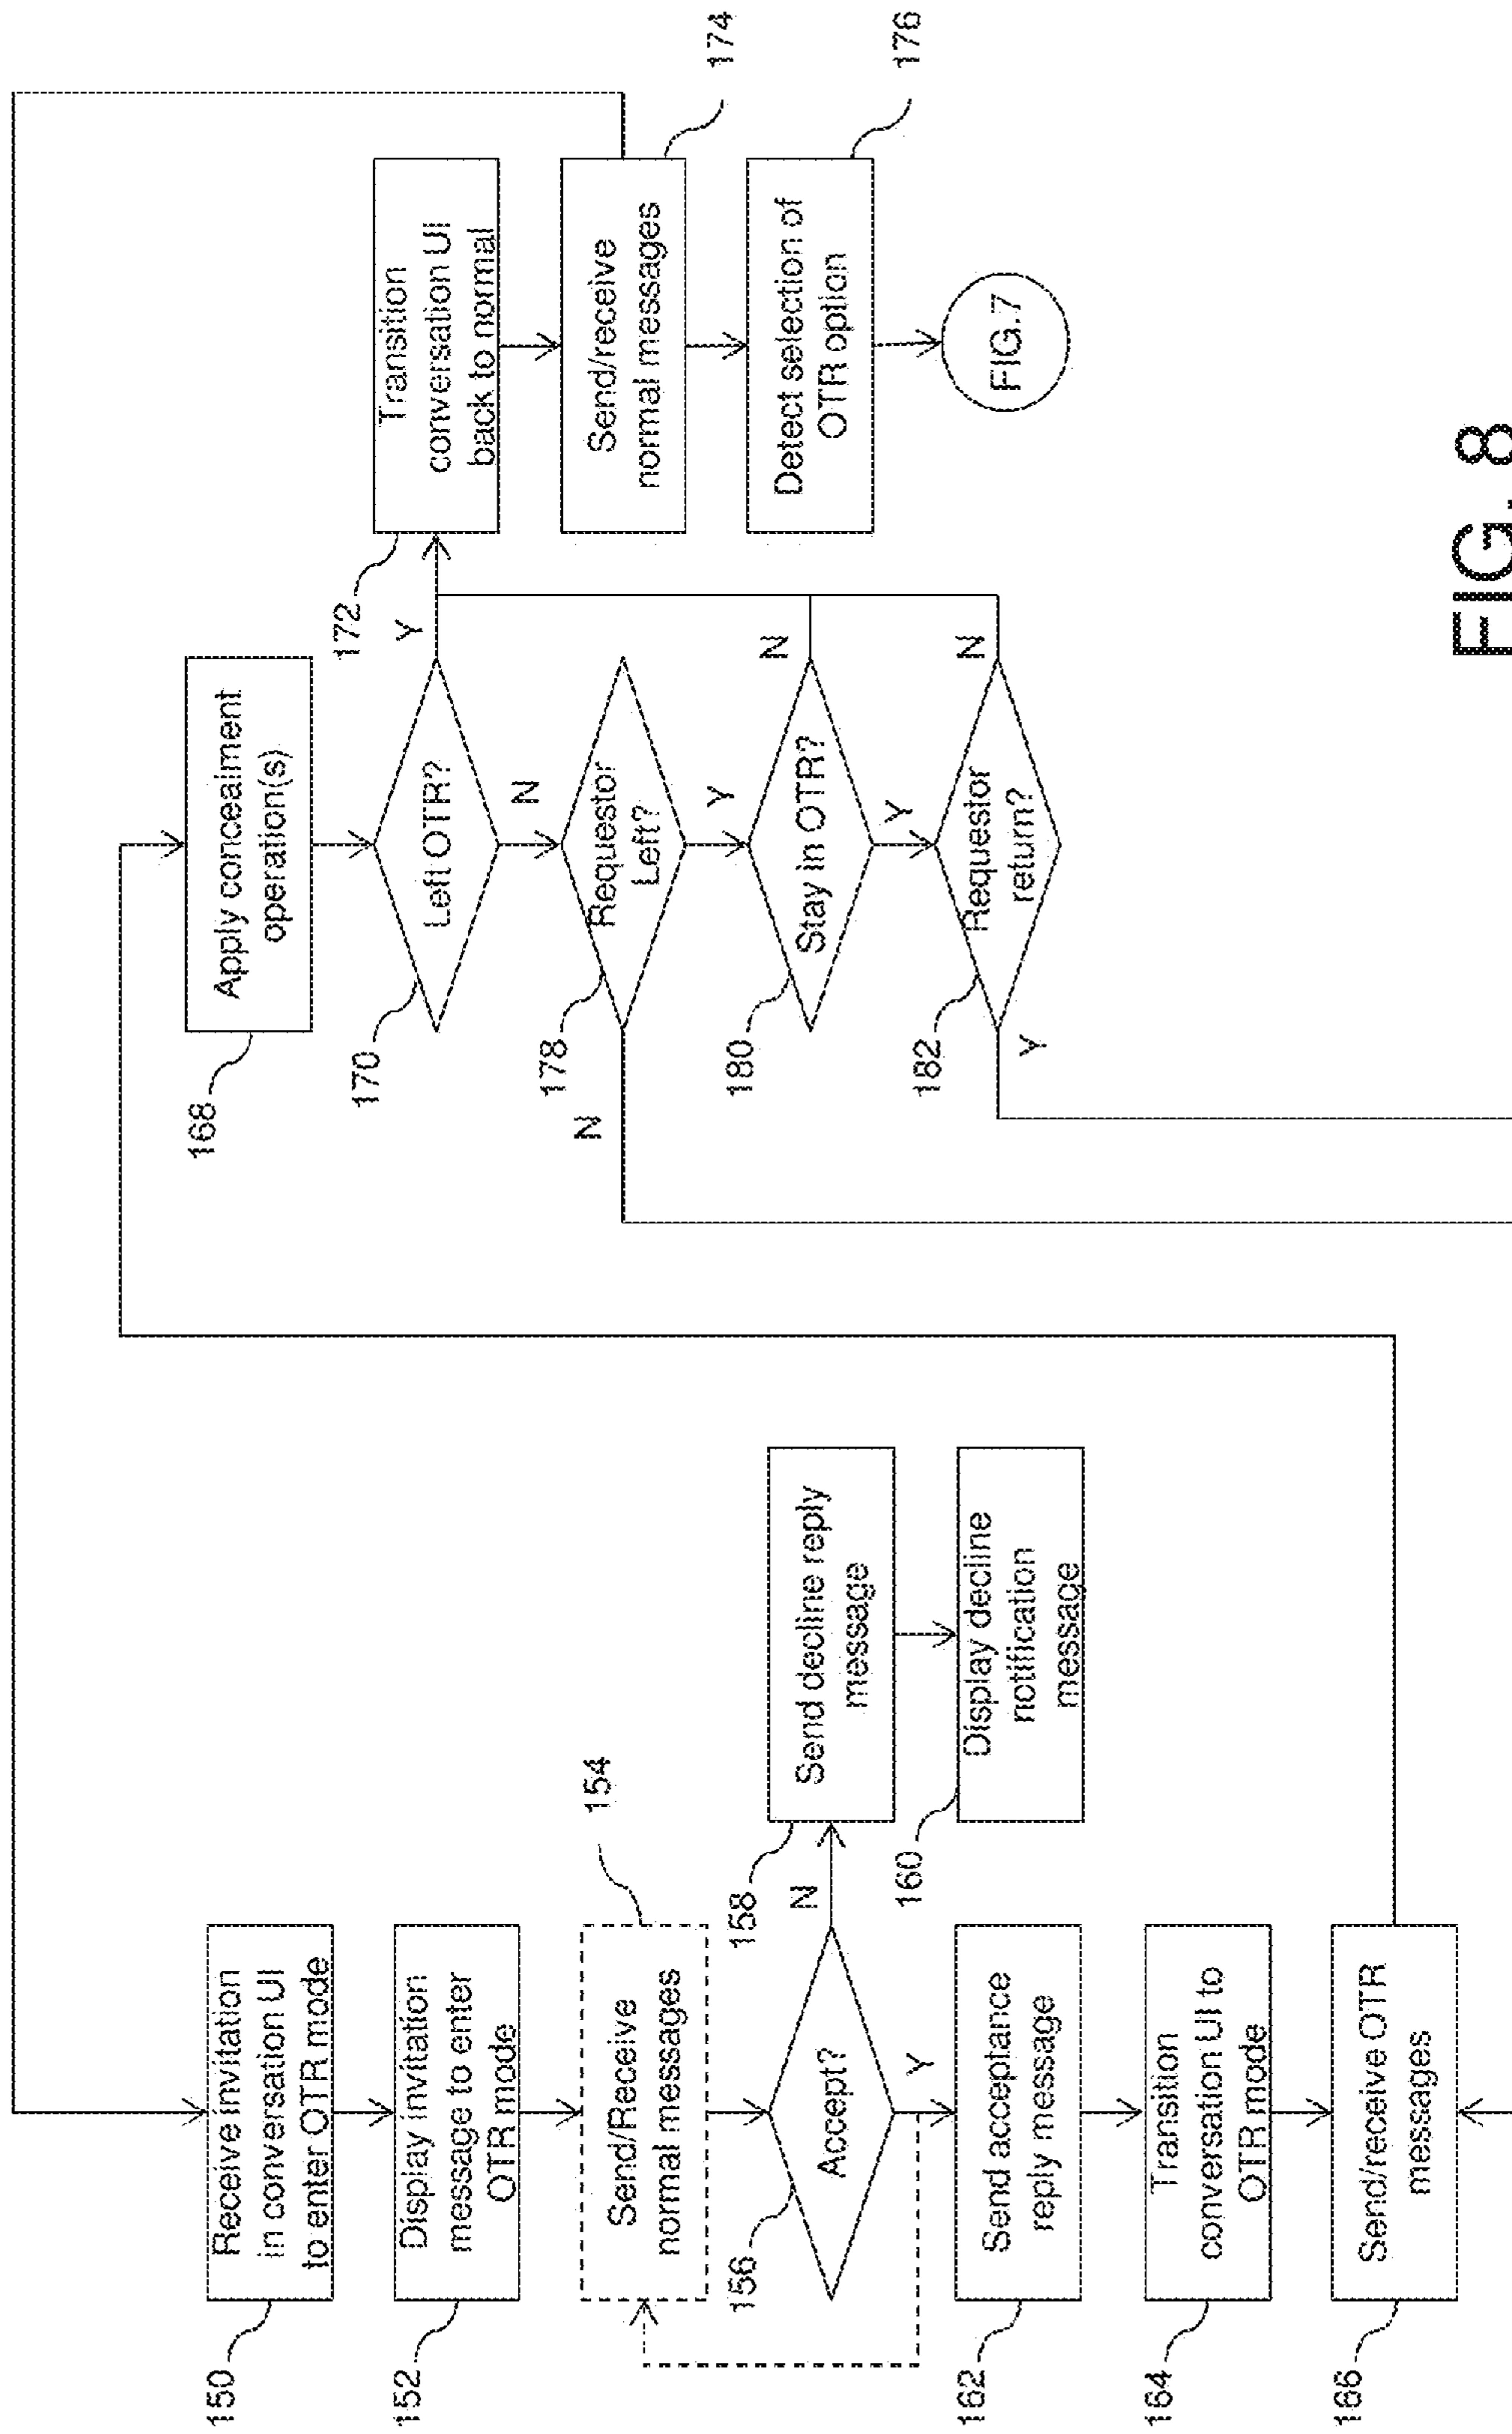 150
Receive invitation
in conversation UI
to enter OTR mode
152
Display invitation
message to enter
OTR mode
154
Send/Receive
normal messages
156
Accept?
N
Y
158
Send decline reply
message
160
Display decline
notification
message
162
Send acceptance
reply message
164
Transition
conversation UI to
OTR mode
166
Send/receive OTR
messages
168
Apply concealment
operation(s)
170
Left OTR?
Y
N
172
Transition
conversation UI
back to normal
174
Send/receive
normal messages
176
Detect selection of
OTR option
FIG.7
178
Requestor
Left?
N
Y
180
Stay in OTR?
N
Y
182
Requestor
return?
N
Y
FIG. 8